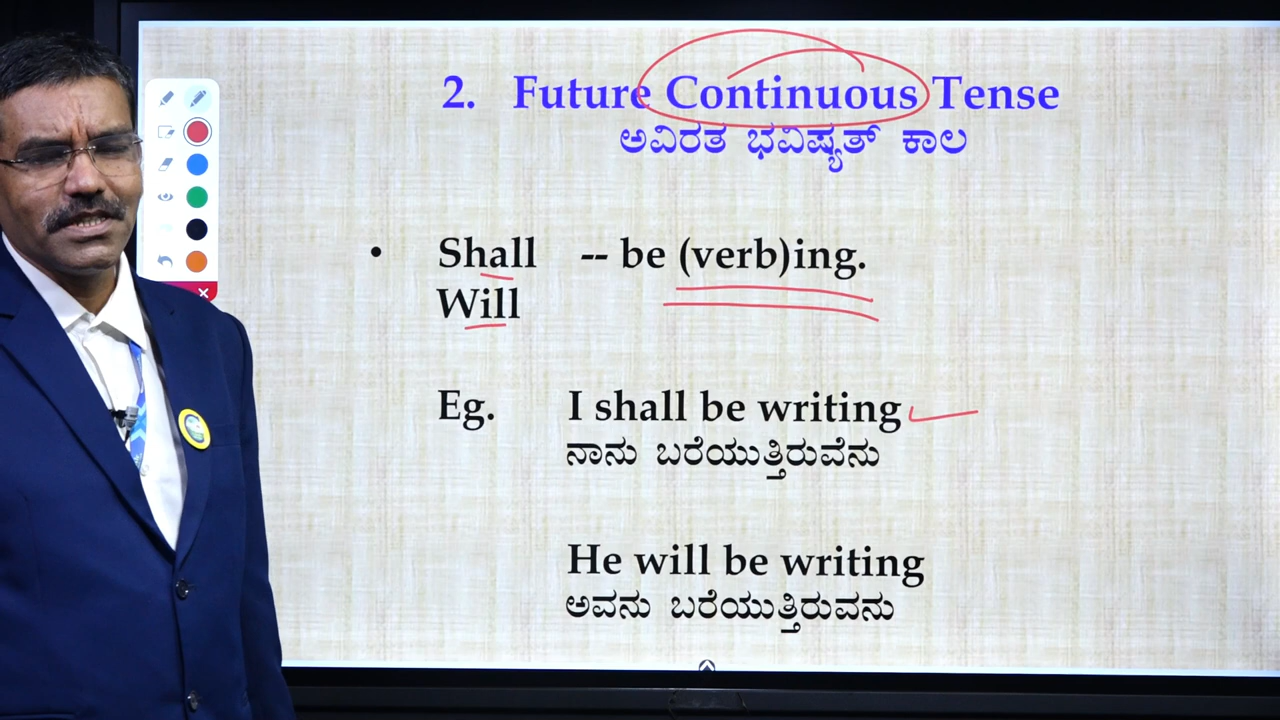 2. Future Continuous Tense
ಅವಿರತ ಭವಿಷ್ಯತ್ ಕಾಲ
• Shall -- be (verb)ing.
Will
Eg. I shall be writing
ನಾನು ಬರೆಯುತ್ತಿರುವೆನು
He will be writing
ಅವನು ಬರೆಯುತ್ತಿರುವನು